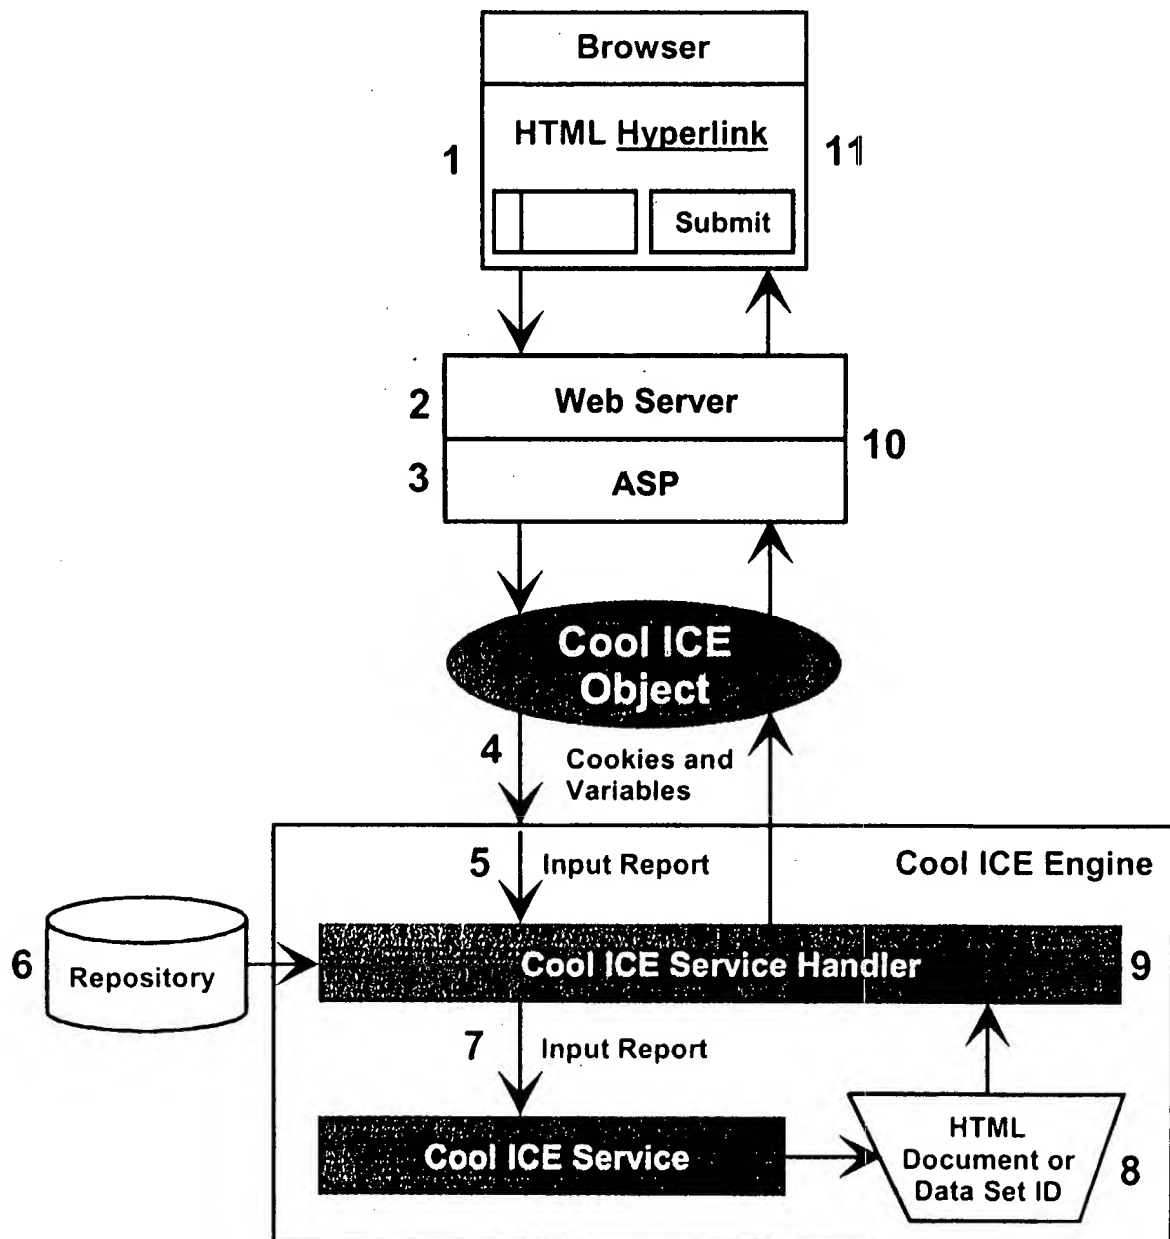 Browser
HTML Hyperlink
1
11
Submit
2
Web Server
10
3
ASP
Cool ICE
Object
4
Cookies and
Variables
5
Input Report
Cool ICE Engine
6
Repository
Cool ICE Service Handler
9
7
Input Report
Cool ICE Service
HTML
Document or
Data Set ID
8